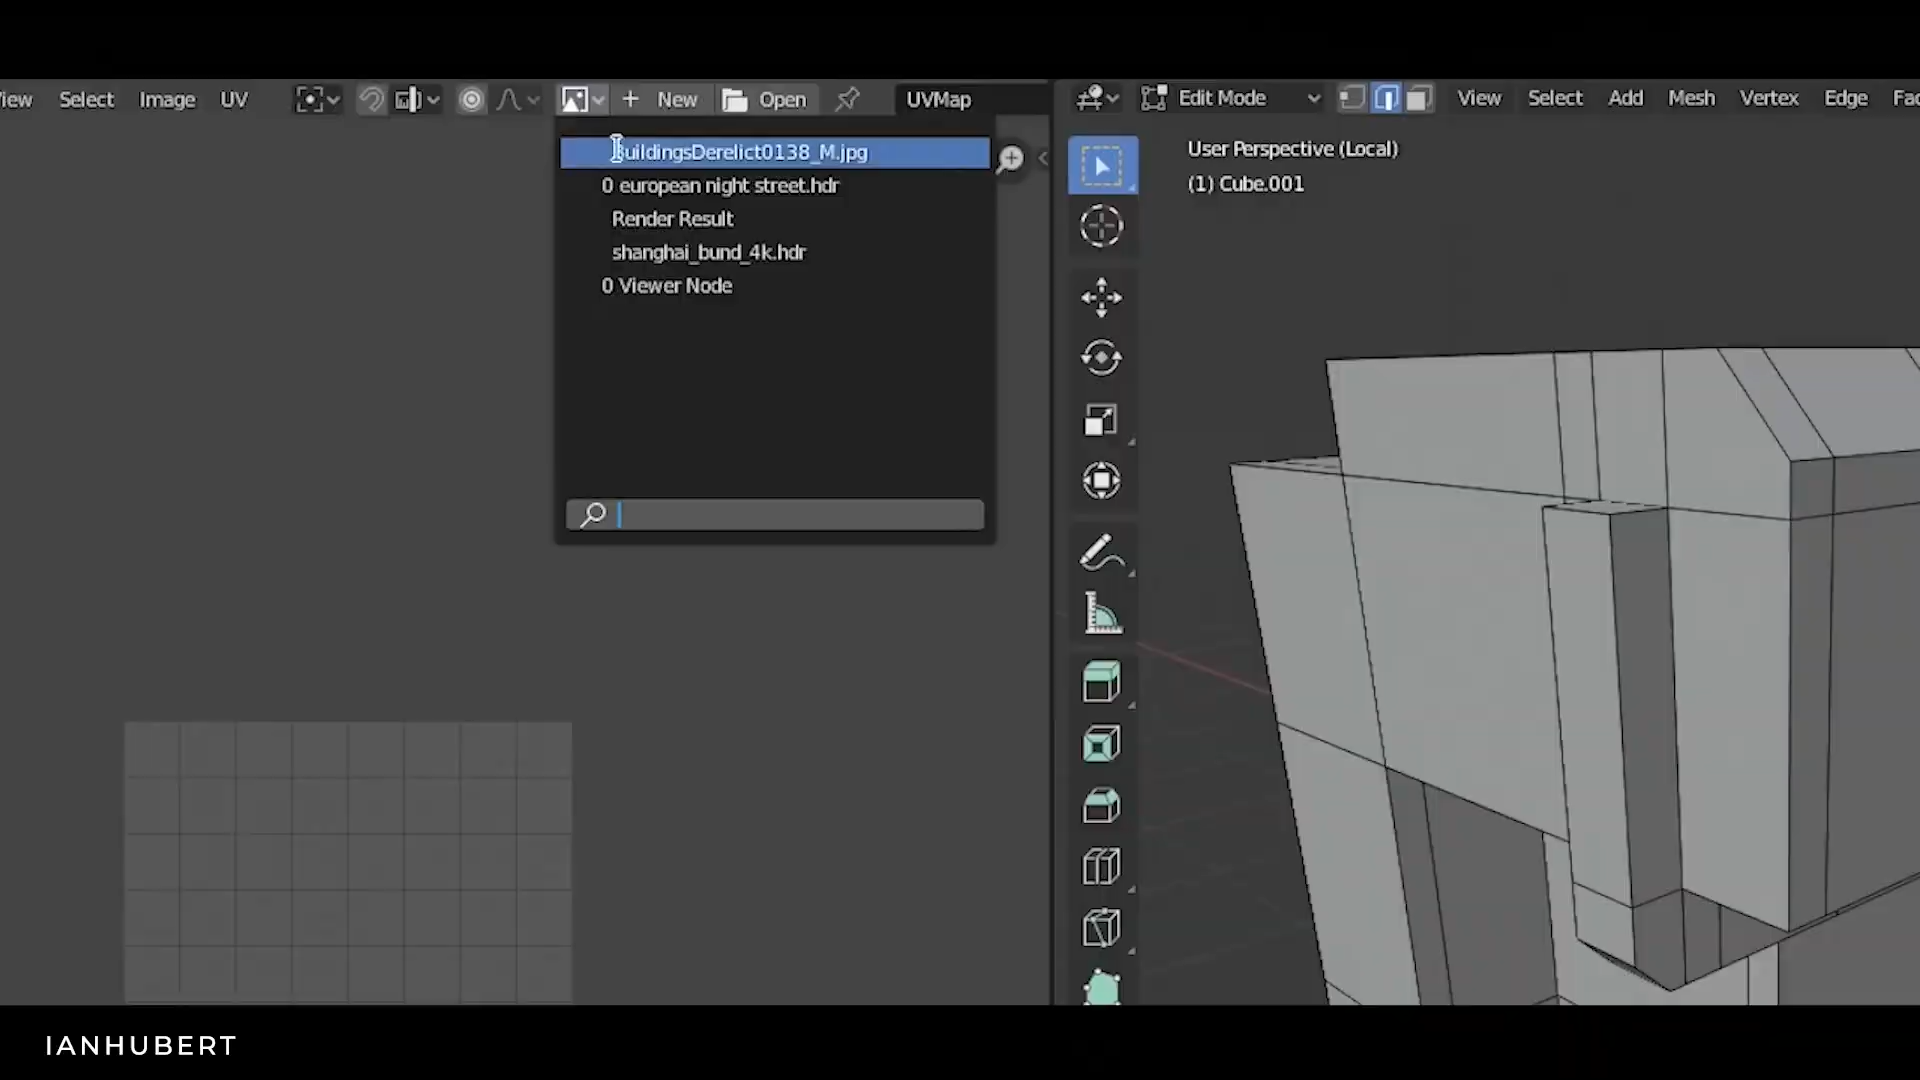 iew Select Image UV New Open UVMap
Edit Mode View Select Add Mesh Vertex Edge Fac
BuildingsDerelict0138_M.jpg
0 european night street.hdr
Render Result
shanghai_bund_4k.hdr
0 Viewer Node
User Perspective (Local)
(1) Cube.001
IANHUBERT